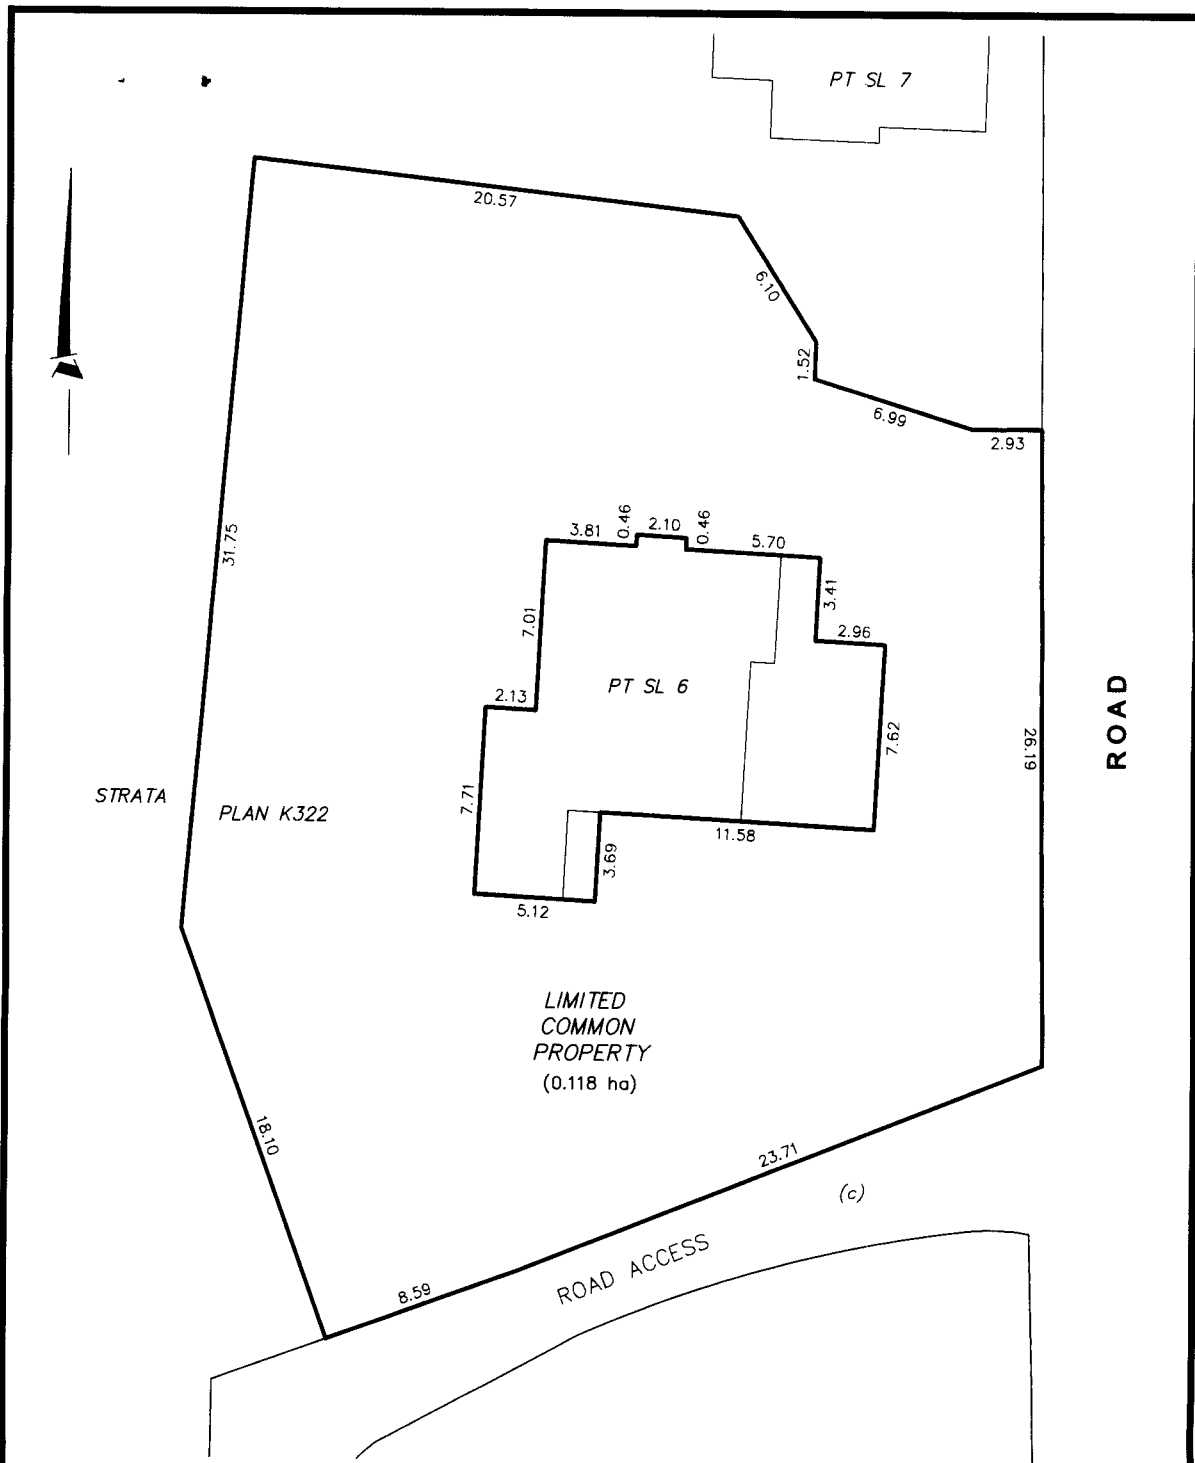 PT SL 7
20.57
6.10
1.52
6.99
2.93
31.75
3.81
0.46
2.10
0.46
5.70
3.41
7.01
2.96
PT SL 6
2.13
7.62
26.19
ROAD
STRATA
PLAN K322
7.71
11.58
3.69
5.12
LIMITED
COMMON
PROPERTY
(0.118 ha)
18.10
23.71
(c)
ROAD ACCESS
8.59